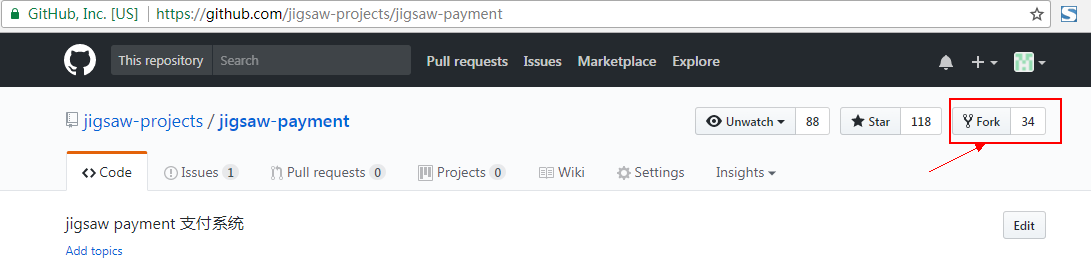 GitHub, Inc. [US] https://github.com/jigsaw-projects/jigsaw-payment
This repository Search Pull requests Issues Marketplace Explore
jigsaw-projects / jigsaw-payment Unwatch 88 Star 118 Fork 34
Code Issues 1 Pull requests 0 Projects 0 Wiki Settings Insights
jigsaw payment 支付系统 Edit
Add topics